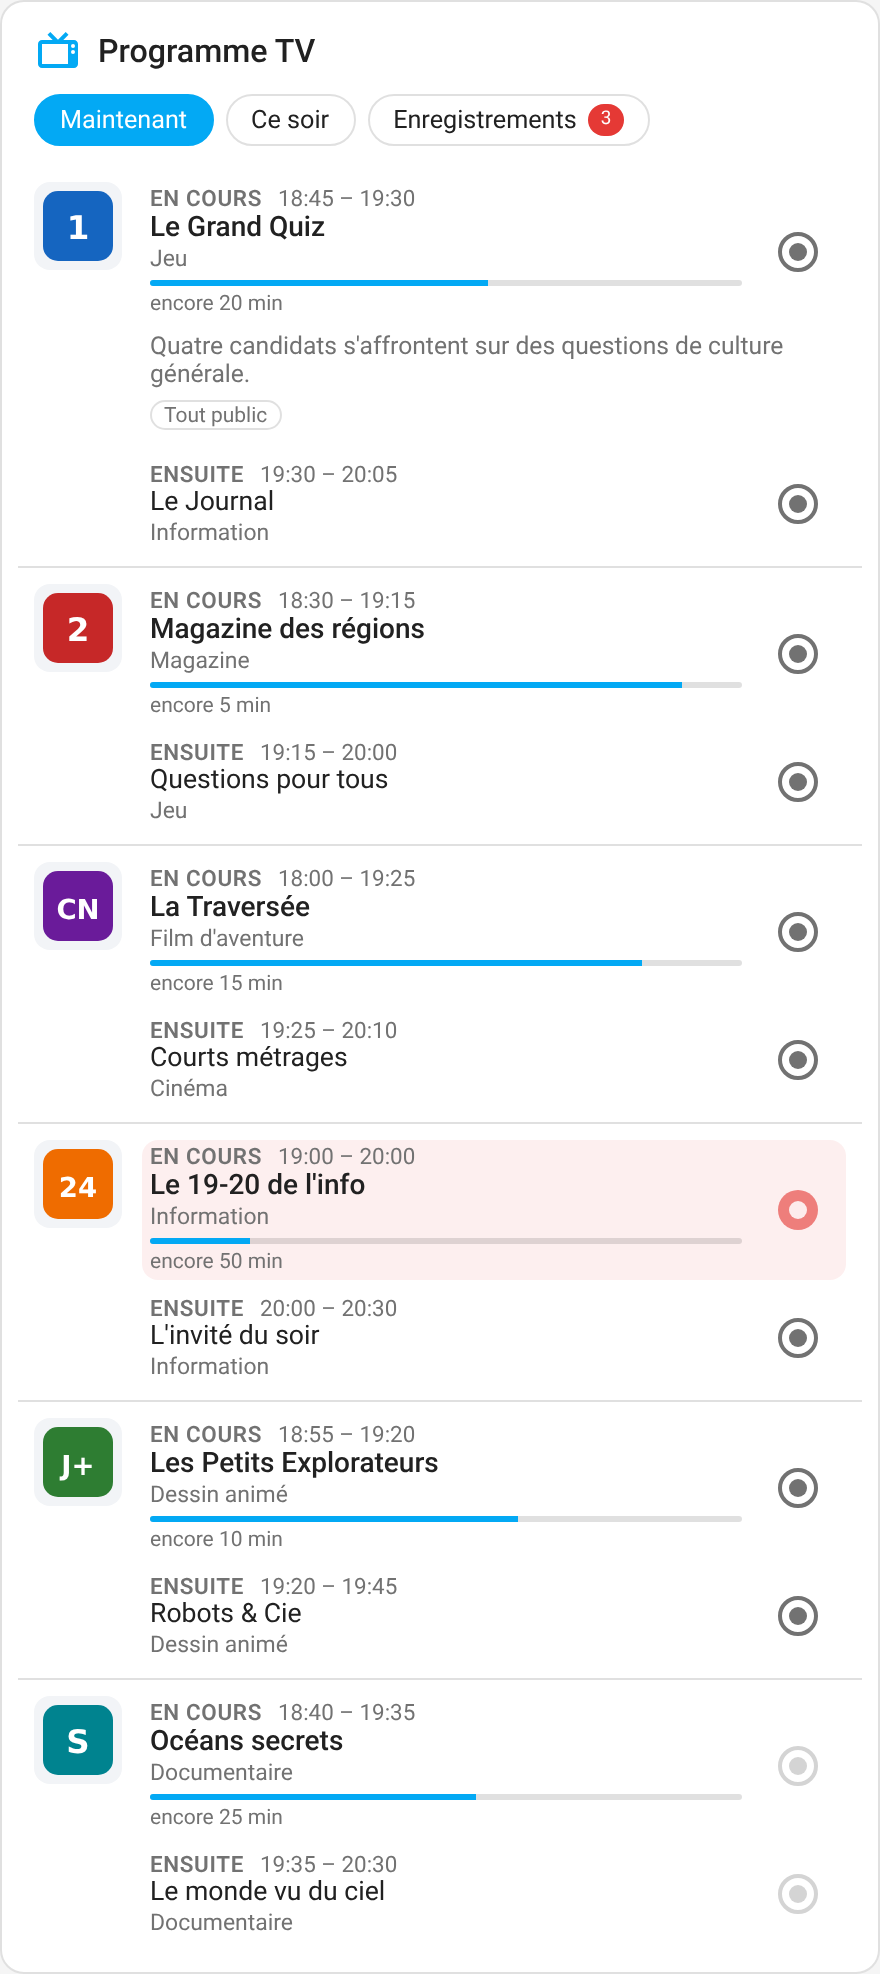 Programme TV
Maintenant
Ce soir
Enregistrements 3
1
EN COURS 18:45 – 19:30
Le Grand Quiz
Jeu
encore 20 min
Quatre candidats s'affrontent sur des questions de culture
générale.
Tout public
ENSUITE 19:30 – 20:05
Le Journal
Information
2
EN COURS 18:30 – 19:15
Magazine des régions
Magazine
encore 5 min
ENSUITE 19:15 – 20:00
Questions pour tous
Jeu
CN
EN COURS 18:00 – 19:25
La Traversée
Film d'aventure
encore 15 min
ENSUITE 19:25 – 20:10
Courts métrages
Cinéma
24
EN COURS 19:00 – 20:00
Le 19-20 de l'info
Information
encore 50 min
ENSUITE 20:00 – 20:30
L'invité du soir
Information
J+
EN COURS 18:55 – 19:20
Les Petits Explorateurs
Dessin animé
encore 10 min
ENSUITE 19:20 – 19:45
Robots & Cie
Dessin animé
S
EN COURS 18:40 – 19:35
Océans secrets
Documentaire
encore 25 min
ENSUITE 19:35 – 20:30
Le monde vu du ciel
Documentaire